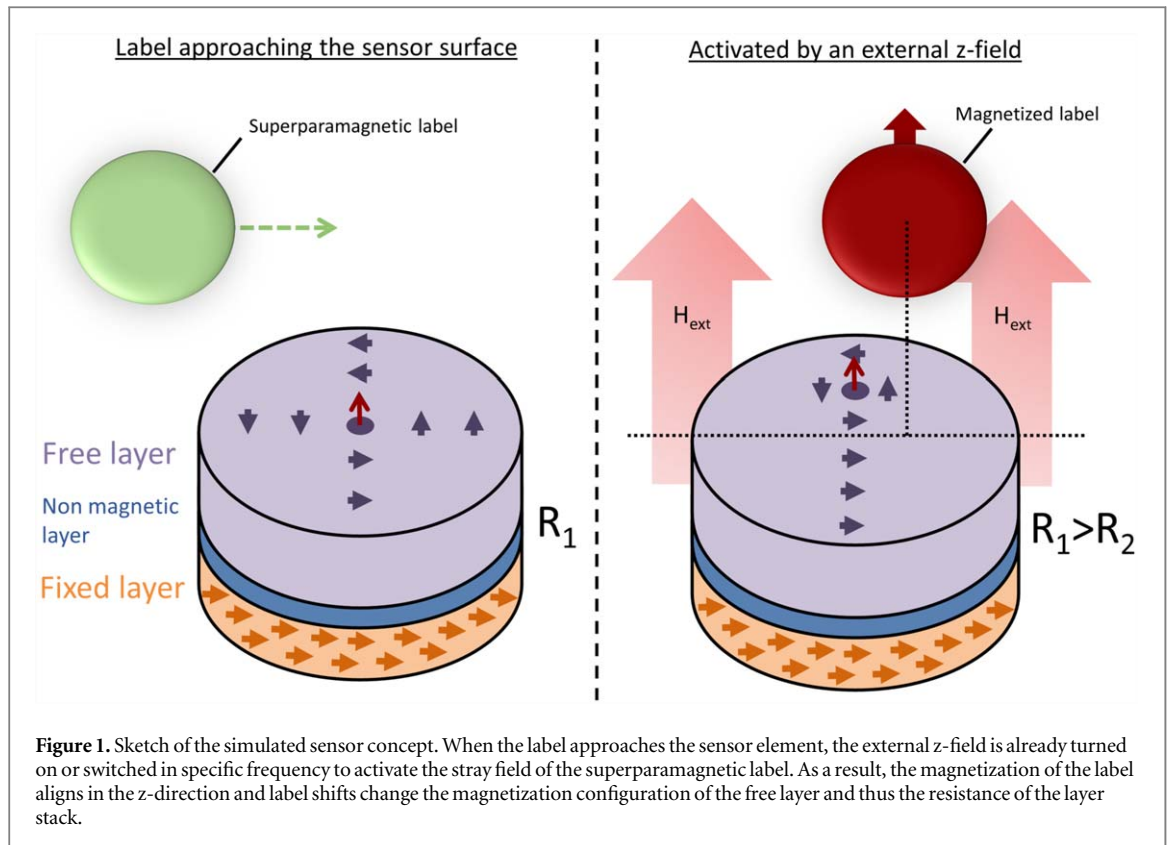 Label approaching the sensor surface
Superparamagnetic label
Free layer
Non magnetic
layer
Fixed layer
R1
Activated by an external z-field
Magnetized label
Hext
Hext
R1>R2
Figure 1. Sketch of the simulated sensor concept. When the label approaches the sensor element, the external z-field is already turned
on or switched in specific frequency to activate the stray field of the superparamagnetic label. As a result, the magnetization of the label
aligns in the z-direction and label shifts change the magnetization configuration of the free layer and thus the resistance of the layer
stack.